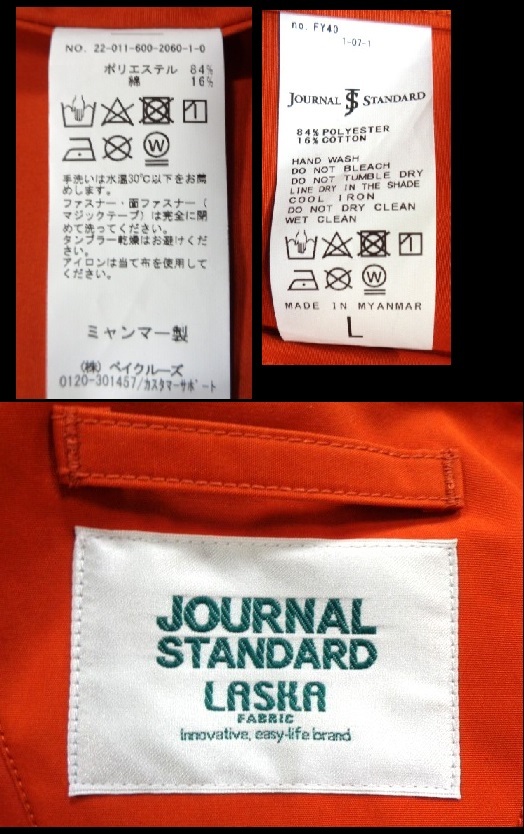 NO. 22-011-600-2060-1-0
ポリエステル 84%
綿 16%
手洗いは水温30℃以下をお薦
めします。
ファスナー・面ファスナー(
マジックテープ)は完全に閉
めて洗ってください。
タンブラー乾燥はお避けくだ
さい。
アイロンは当て布を使用して
ください。
ミャンマー製
(株) ベイクルーズ
0120-301457/カスタマーサポート
no. FY40
1-07-1
JOURNAL JS STANDARD
84% POLYESTER
16% COTTON
HAND WASH
DO NOT BLEACH
DO NOT TUMBLE DRY
LINE DRY IN THE SHADE
COOL IRON
DO NOT DRY CLEAN
WET CLEAN
MADE IN MYANMAR
L
JOURNAL
STANDARD
LASKA
FABRIC
Innovative, easy-life brand